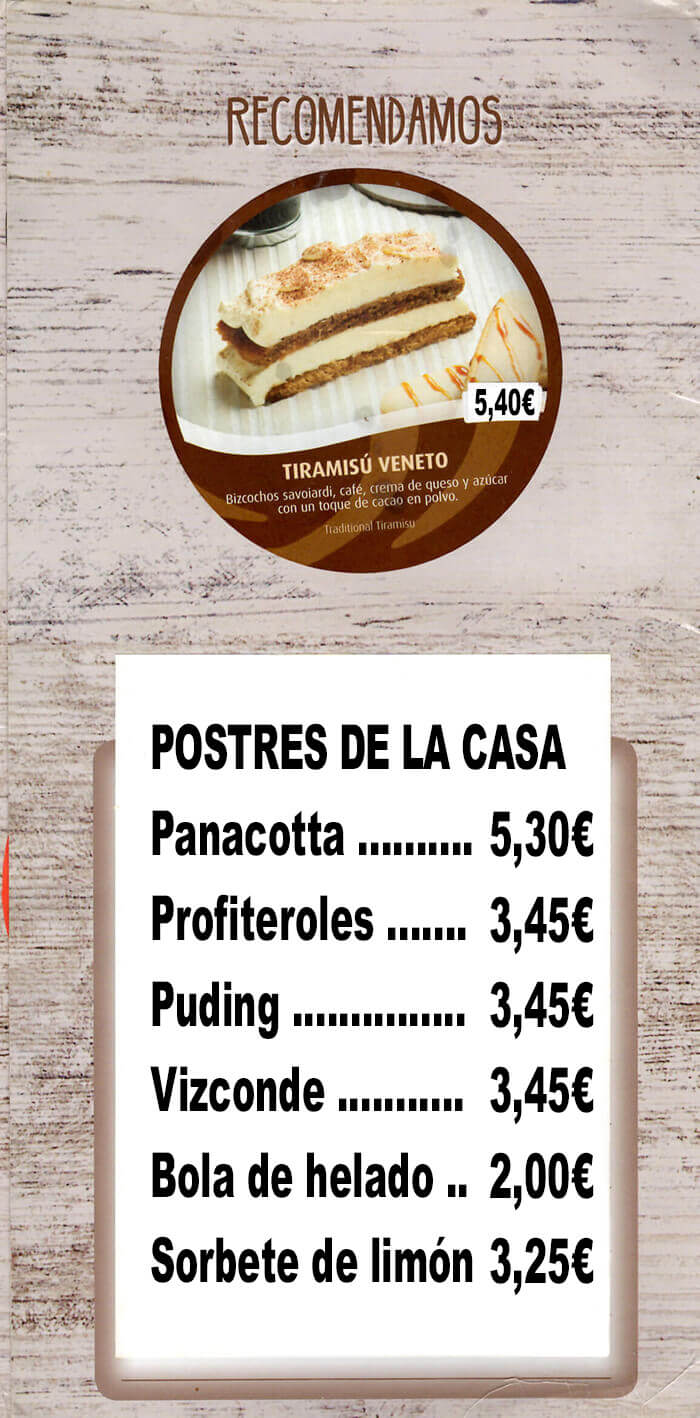 RECOMENDAMOS
5,40€
TIRAMISÚ VENETO
Bizcochos savoiardi, café, crema de queso y azúcar
con un toque de cacao en polvo.
Traditional Tiramisu
POSTRES DE LA CASA
Panacotta .......... 5,30€
Profiteroles ....... 3,45€
Puding ............... 3,45€
Vizconde ........... 3,45€
Bola de helado .. 2,00€
Sorbete de limón 3,25€